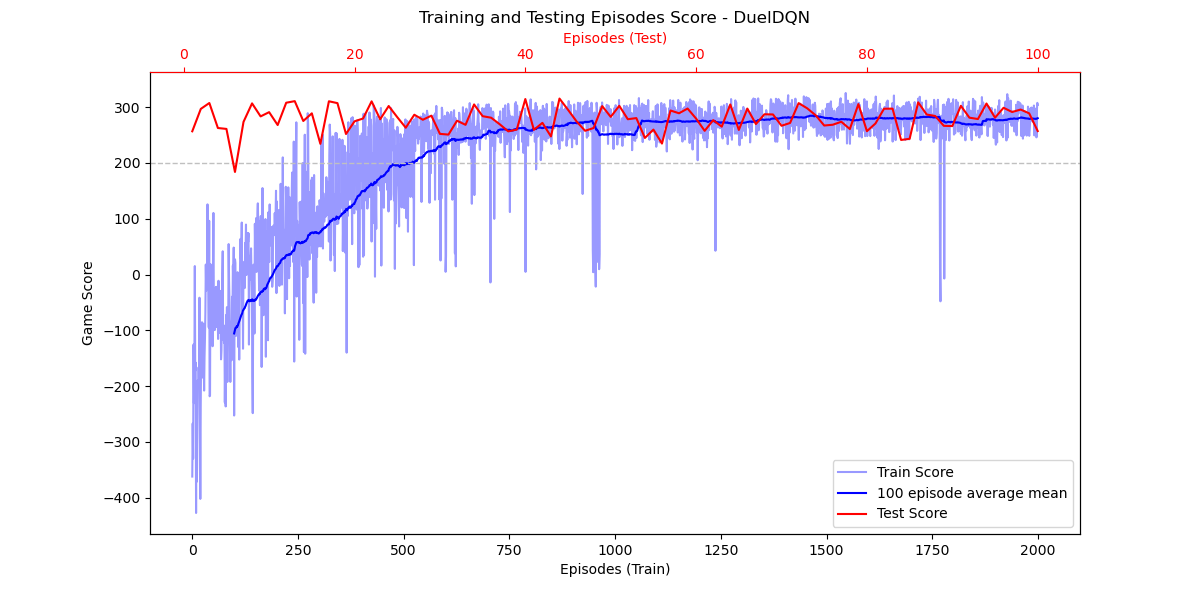 Training and Testing Episodes Score - DuelDQN
Episodes (Test)
0 20 40 60 80 100
Game Score
300
200
100
0
−100
−200
−300
−400
Train Score
100 episode average mean
Test Score
0 250 500 750 1000 1250 1500 1750 2000
Episodes (Train)